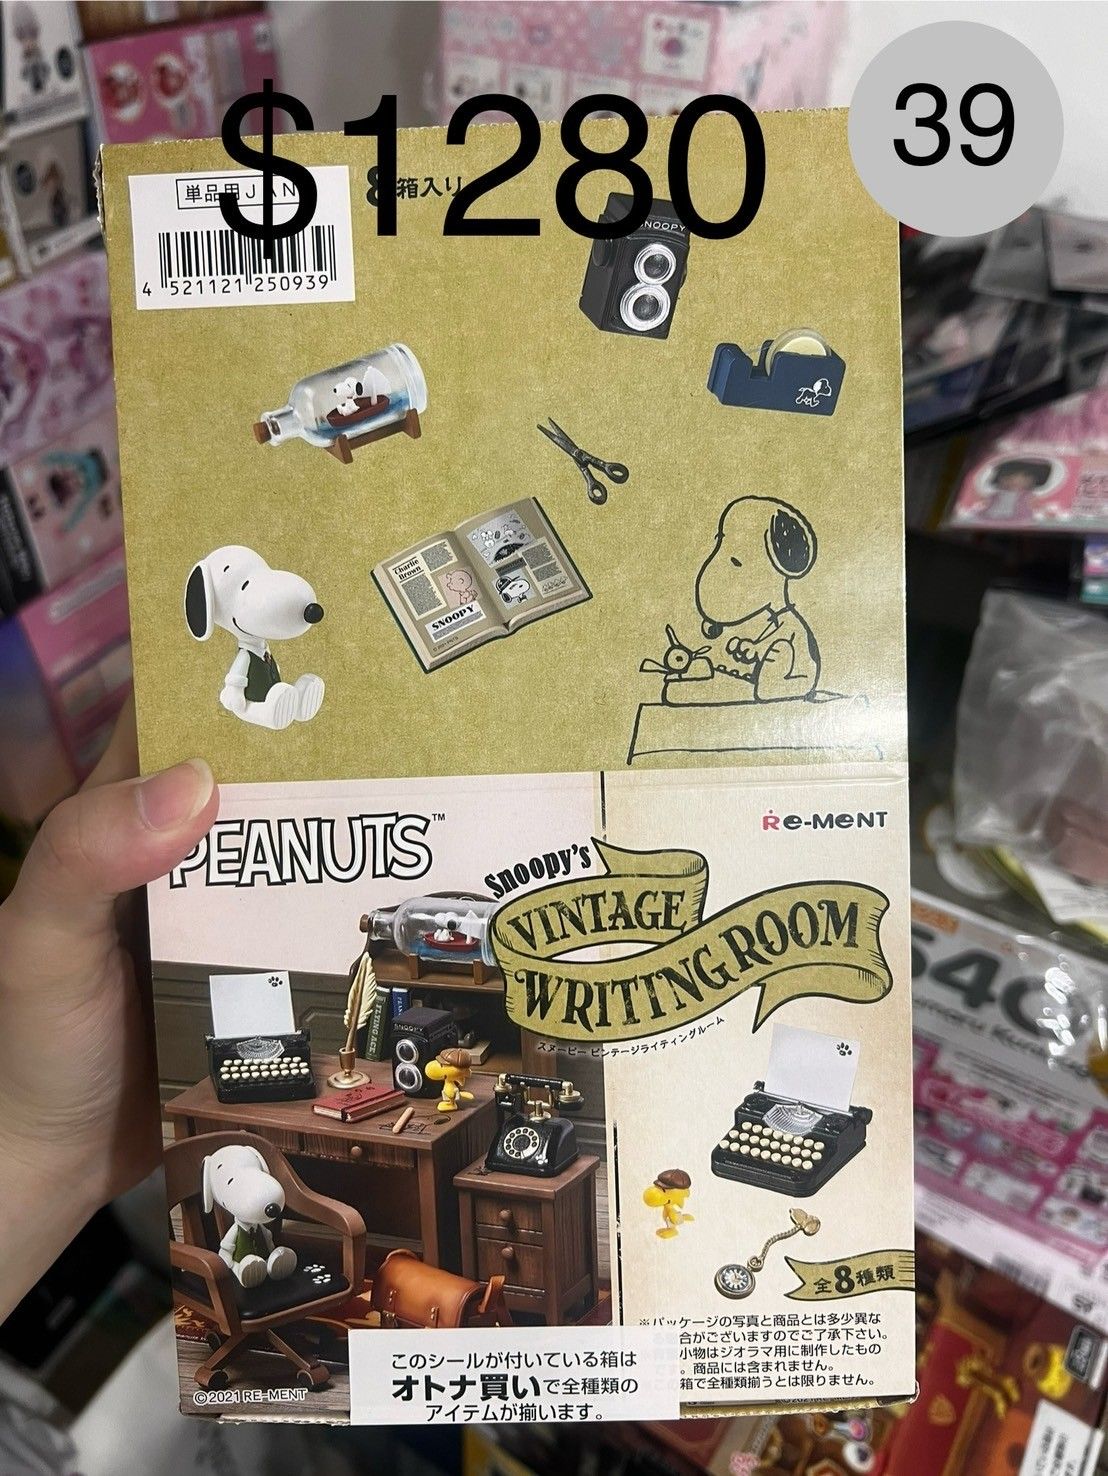 $1280
39
単品用JAN
8箱入り
4 521121 250939
SNOOPY
Charlie Brown
SNOOPY
PEANUTS™
Re-MeNT
Snoopy's
VINTAGE
WRITING ROOM
スヌーピー ビンテージライティングルーム
FLYING ACE
SNOOPY
全8種類
※パッケージの写真と商品とは多少異な
合がございますのでご了承下さい。
小物はジオラマ用に制作したもの
。商品には含まれません。
箱で全種類揃うとは限りません。
このシールが付いている箱は
オトナ買いで全種類の
アイテムが揃います。
©2021 RE-MENT